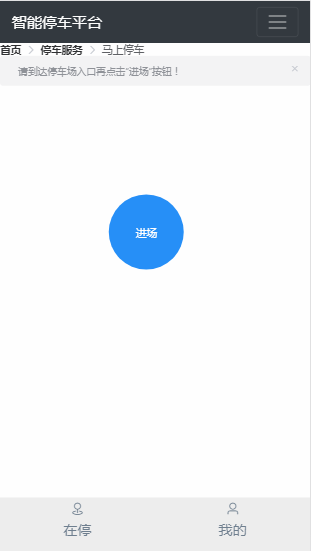 智能停车平台
首页 > 停车服务 > 马上停车
请到达停车场入口再点击"进场"按钮！ ×
进场
在停 我的